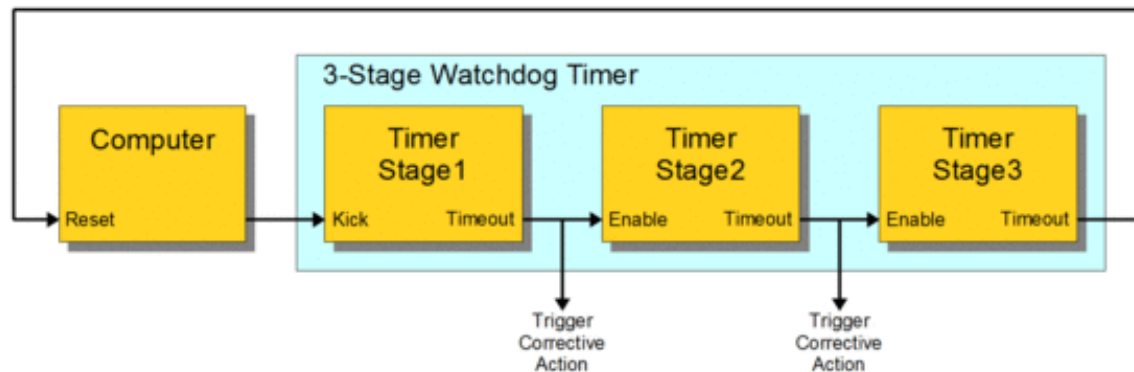 3-Stage Watchdog Timer
Computer
Reset
Timer
Stage1
Kick Timeout
Timer
Stage2
Enable Timeout
Timer
Stage3
Enable Timeout
Trigger
Corrective
Action
Trigger
Corrective
Action